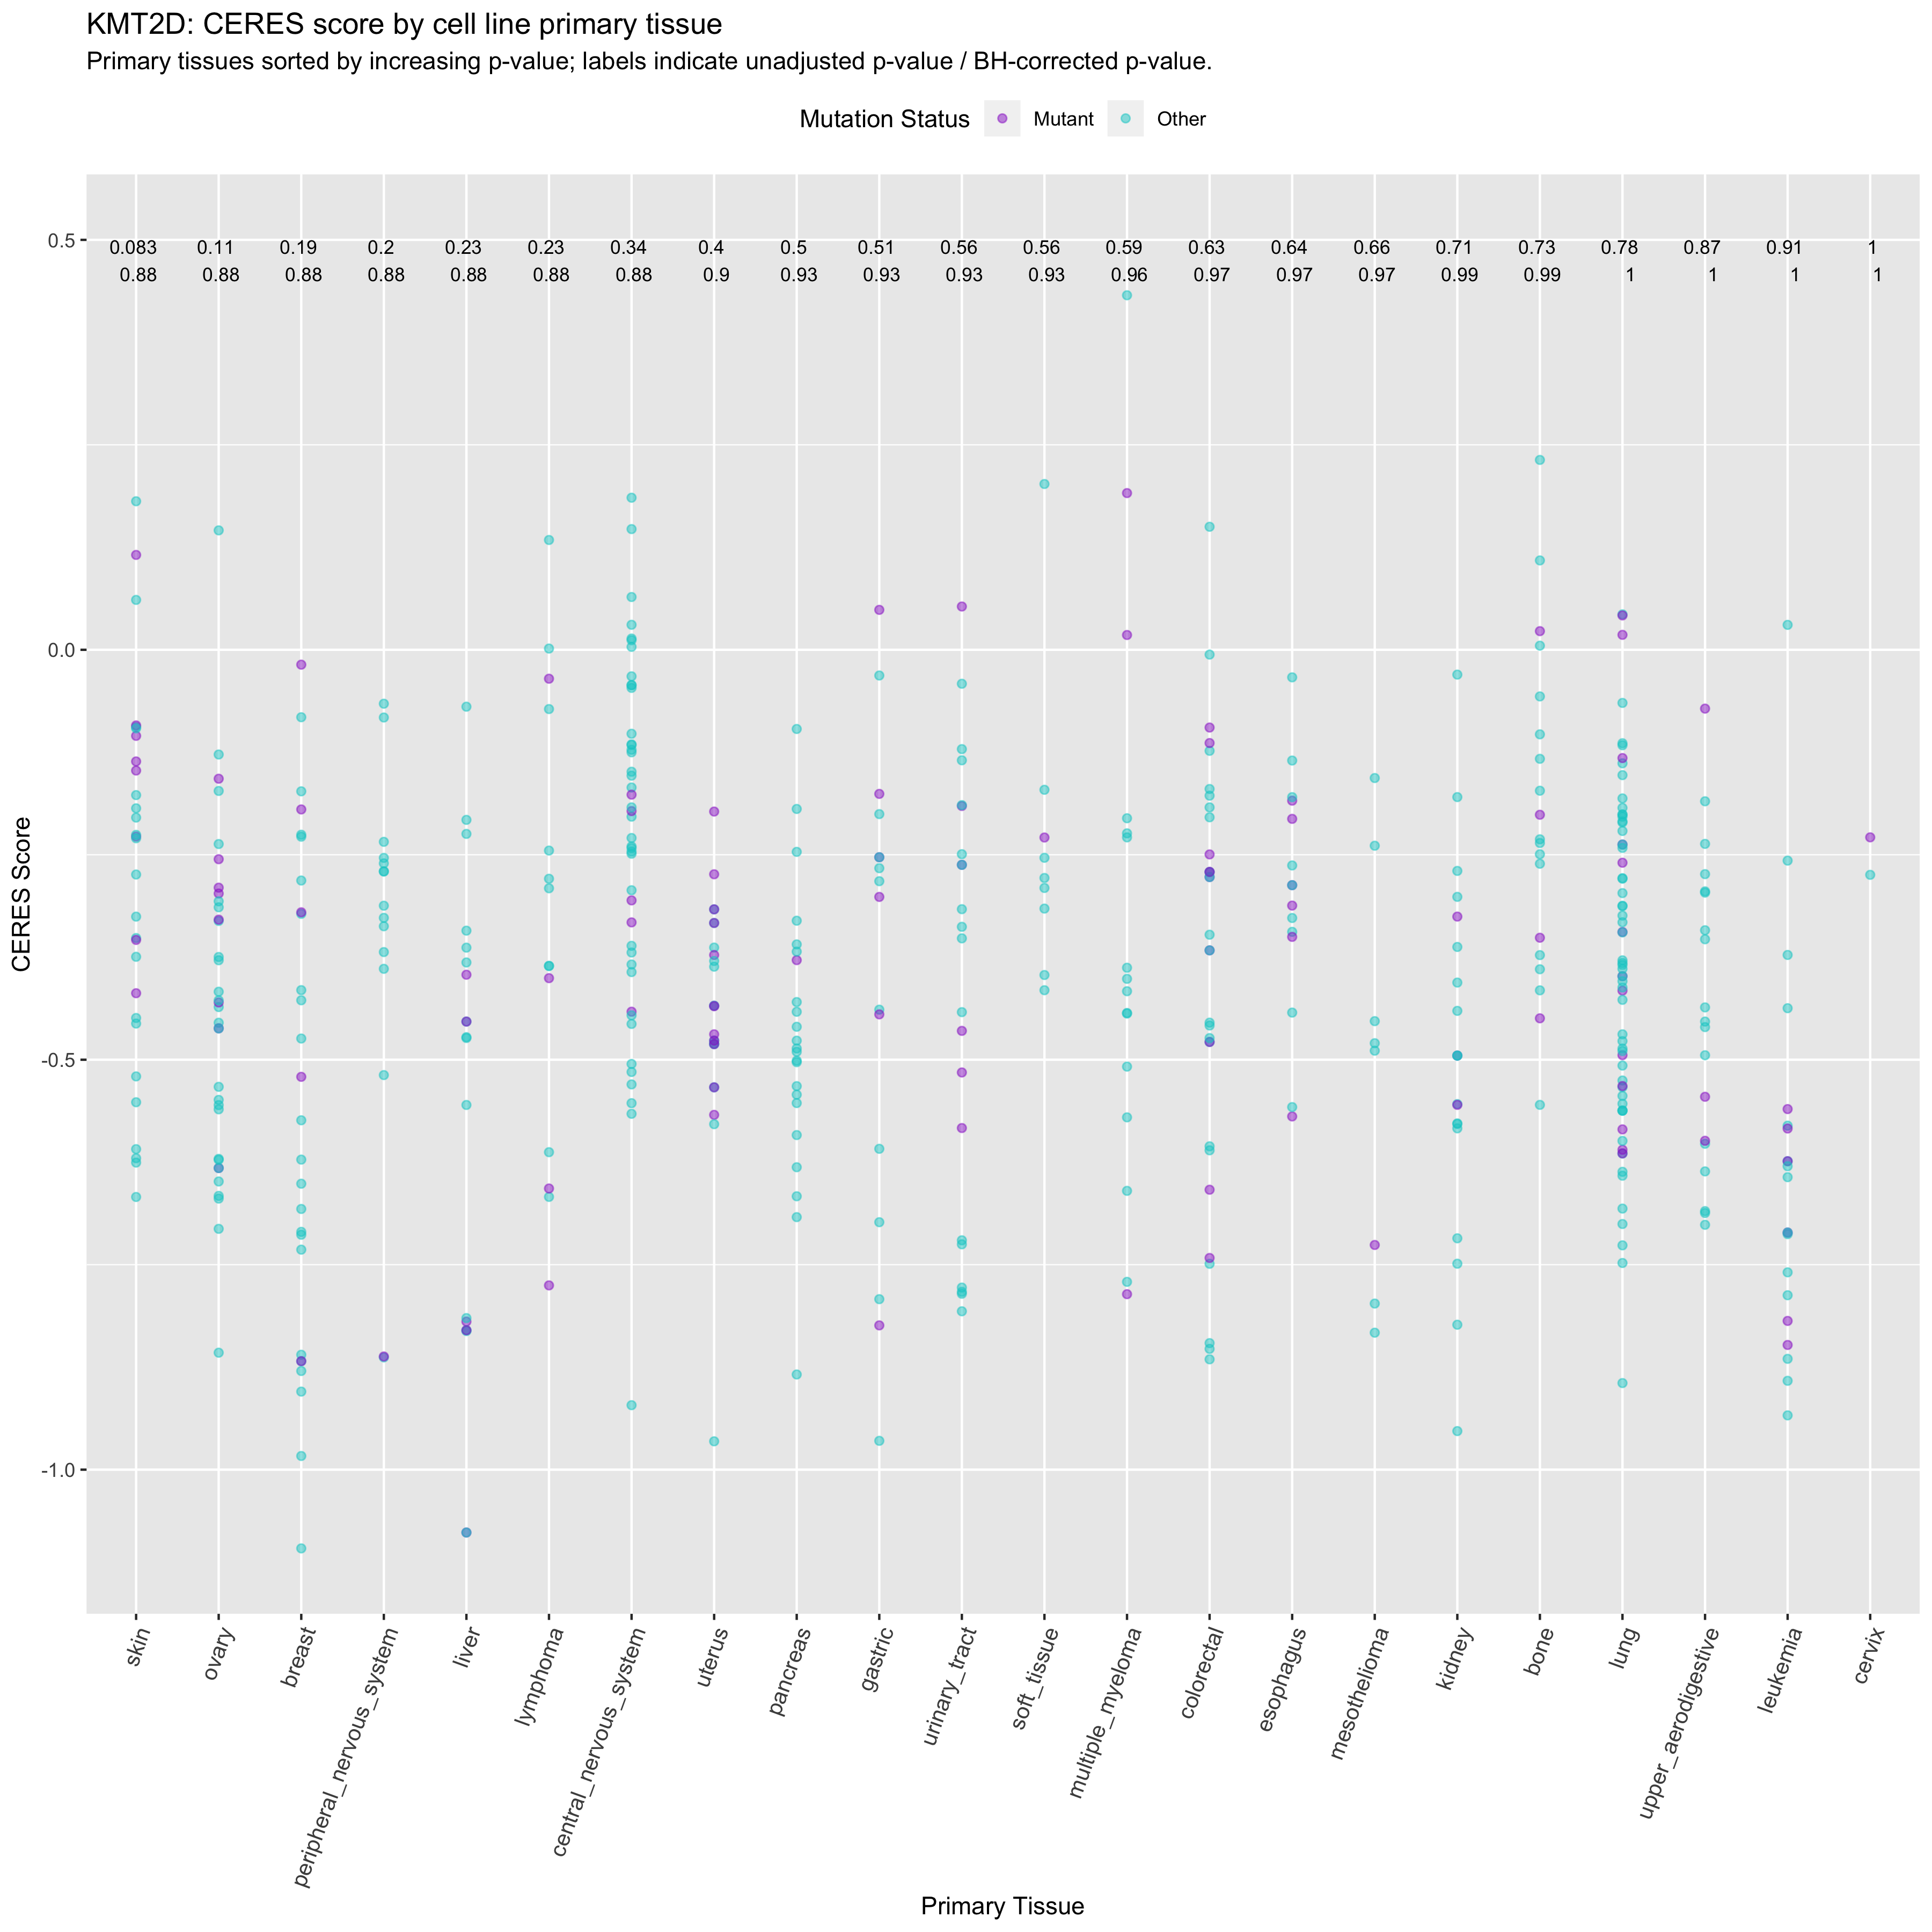 KMT2D: CERES score by cell line primary tissue
Primary tissues sorted by increasing p-value; labels indicate unadjusted p-value / BH-corrected p-value.
Mutation Status Mutant Other
0.083 0.11 0.19 0.2 0.23 0.23 0.34 0.4 0.5 0.51 0.56 0.56 0.59 0.63 0.64 0.66 0.71 0.73 0.78 0.87 0.91 1
0.88 0.88 0.88 0.88 0.88 0.88 0.88 0.9 0.93 0.93 0.93 0.93 0.96 0.97 0.97 0.97 0.99 0.99 1 1 1 1
0.5
0.0
-0.5
-1.0
CERES Score
skin
ovary
breast
peripheral_nervous_system
liver
lymphoma
central_nervous_system
uterus
pancreas
gastric
urinary_tract
soft_tissue
multiple_myeloma
colorectal
esophagus
mesothelioma
kidney
bone
lung
upper_aerodigestive
leukemia
cervix
Primary Tissue